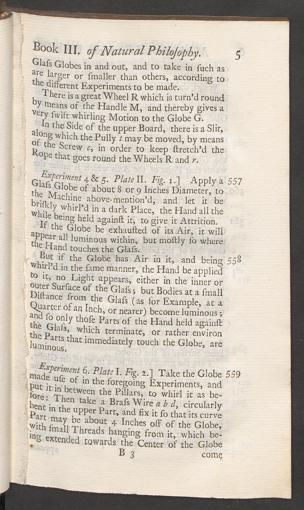 Book III. of Natural Philosophy. 5
Glaſs Globes in and out, and to take in ſuch as
are larger or ſmaller than others, according to
the different Experiments to be made.
There is a great Wheel R which is turn'd round
by means of the Handle M, and thereby gives a
very ſwift whirling Motion to the Globe G.
In the Side of the upper Board, there is a Slit,
along which the Pully t may be moved, by means
of the Screw c, in order to keep ſtretch'd the
Rope that goes round the Wheels R and r.
Experiment 4 & 5. Plate II. Fig. 1.] Apply a 557
Glaſs Globe of about 8 or 9 Inches Diameter, to
the Machine above-mention'd, and let it be
briſkly whirl'd in a dark Place, the Hand all the
while being held againſt it, to give it Attrition.
If the Globe be exhauſted of its Air, it will
appear all luminous within, but moſtly ſo where
the Hand touches the Glaſs.
But if the Globe has Air in it, and being 558
whirl'd in the ſame manner, the Hand be applied
to it, no Light appears, either in the inner or
outer Surface of the Glaſs; but Bodies at a ſmall
Diſtance from the Glaſs (as for Example, at a
Quarter of an Inch, or nearer) become luminous;
and ſo only thoſe Parts of the Hand held againſt
the Glaſs, which terminate, or rather environ
the Parts that immediately touch the Globe, are
luminous.
Experiment 6. Plate I. Fig. 2.] Take the Globe 559
made uſe of in the foregoing Experiments, and
put it in between the Pillars, to whirl it as be-
fore: Then take a Braſs Wire a b d, circularly
bent in the upper Part, and fix it ſo that its curve
Part may be about 4 Inches off of the Globe,
with ſmall Threads hanging from it, which be-
ing extended towards the Center of the Globe
B 3 come